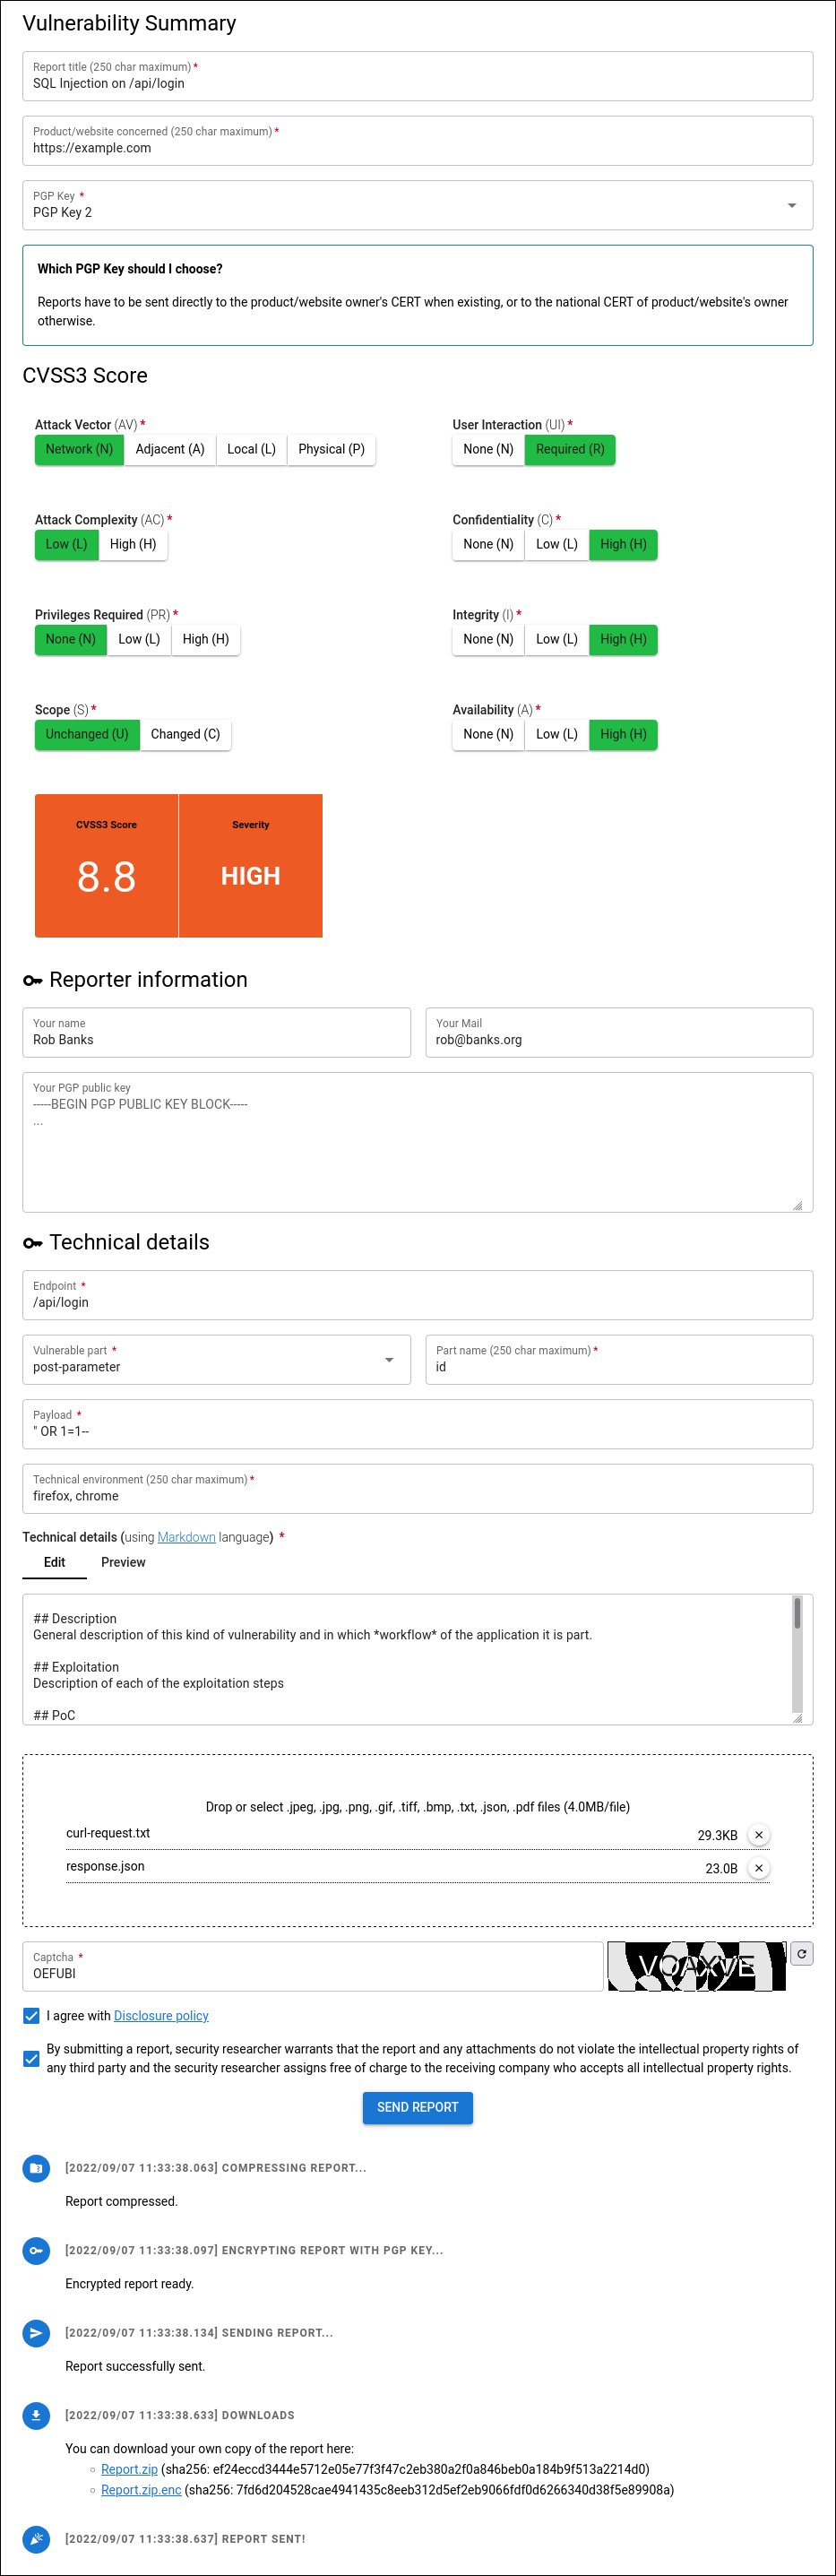 Vulnerability Summary
Report title (250 char maximum) *
SQL Injection on /api/login
Product/website concerned (250 char maximum) *
https://example.com
PGP Key *
PGP Key 2
Which PGP Key should I choose?
Reports have to be sent directly to the product/website owner's CERT when existing, or to the national CERT of product/website's owner
otherwise.
CVSS3 Score
Attack Vector (AV) *
Network (N) Adjacent (A) Local (L) Physical (P)
User Interaction (UI) *
None (N) Required (R)
Attack Complexity (AC) *
Low (L) High (H)
Confidentiality (C) *
None (N) Low (L) High (H)
Privileges Required (PR) *
None (N) Low (L) High (H)
Integrity (I) *
None (N) Low (L) High (H)
Scope (S) *
Unchanged (U) Changed (C)
Availability (A) *
None (N) Low (L) High (H)
CVSS3 Score
8.8
Severity
HIGH
Reporter information
Your name
Rob Banks
Your Mail
rob@banks.org
Your PGP public key
-----BEGIN PGP PUBLIC KEY BLOCK-----
...
Technical details
Endpoint *
/api/login
Vulnerable part *
post-parameter
Part name (250 char maximum) *
id
Payload *
" OR 1=1--
Technical environment (250 char maximum) *
firefox, chrome
Technical details (using Markdown language) *
Edit Preview
## Description
General description of this kind of vulnerability and in which *workflow* of the application it is part.
## Exploitation
Description of each of the exploitation steps
## PoC
Drop or select .jpeg, .jpg, .png, .gif, .tiff, .bmp, .txt, .json, .pdf files (4.0MB/file)
curl-request.txt 29.3KB
response.json 23.0B
Captcha *
OEFUBI
I agree with Disclosure policy
By submitting a report, security researcher warrants that the report and any attachments do not violate the intellectual property rights of
any third party and the security researcher assigns free of charge to the receiving company who accepts all intellectual property rights.
SEND REPORT
[2022/09/07 11:33:38.063] COMPRESSING REPORT...
Report compressed.
[2022/09/07 11:33:38.097] ENCRYPTING REPORT WITH PGP KEY...
Encrypted report ready.
[2022/09/07 11:33:38.134] SENDING REPORT...
Report successfully sent.
[2022/09/07 11:33:38.633] DOWNLOADS
You can download your own copy of the report here:
Report.zip (sha256: ef24eccd3444e5712e05e77f3f47c2eb380a2f0a846beb0a184b9f513a2214d0)
Report.zip.enc (sha256: 7fd6d204528cae4941435c8eeb312d5ef2eb9066fdf0d6266340d38f5e89908a)
[2022/09/07 11:33:38.637] REPORT SENT!